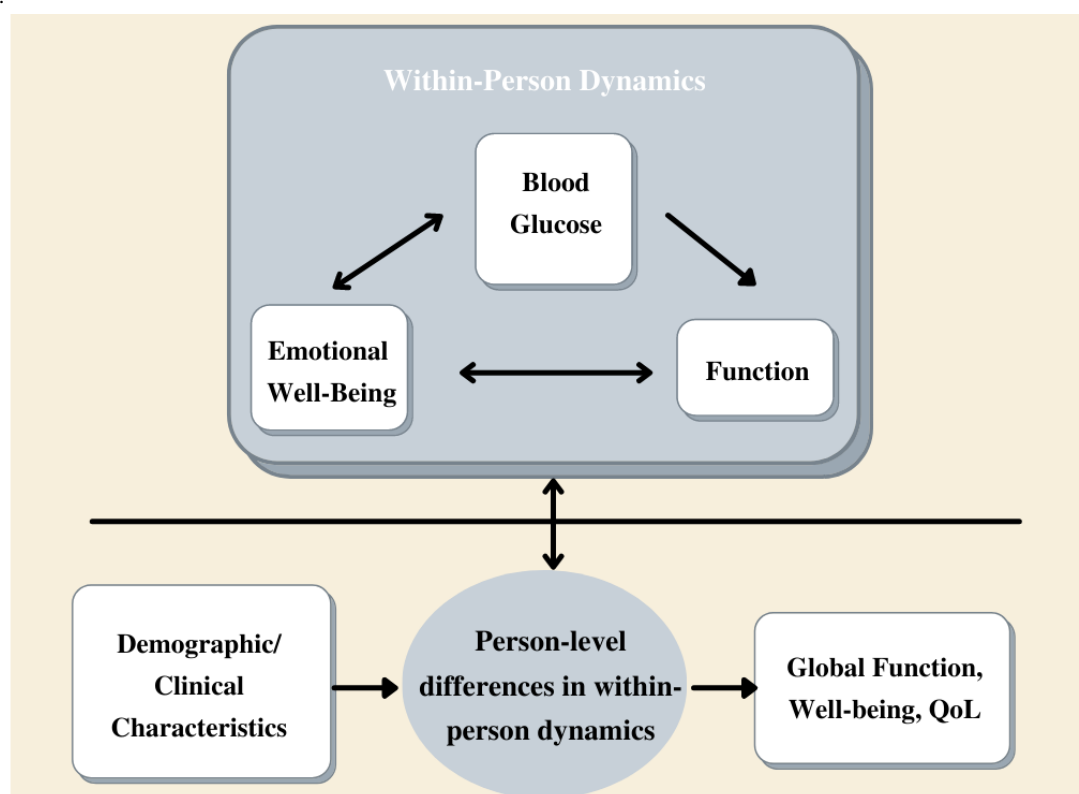 Within-Person Dynamics
Blood
Glucose
Emotional
Well-Being
Function
Demographic/
Clinical
Characteristics
Person-level
differences in within-
person dynamics
Global Function,
Well-being, QoL